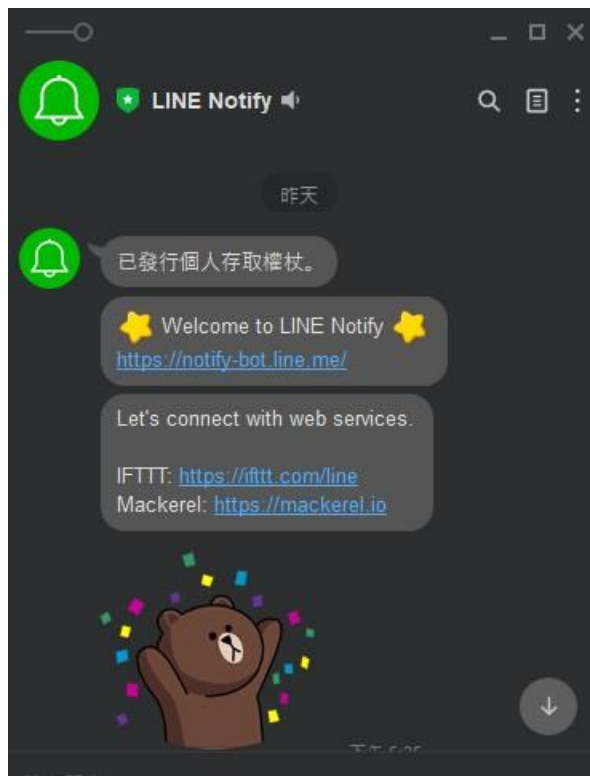 LINE Notify
昨天
已發行個人存取權杖。
Welcome to LINE Notify
https://notify-bot.line.me/
Let's connect with web services.
IFTTT: https://ifttt.com/line
Mackerel: https://mackerel.io